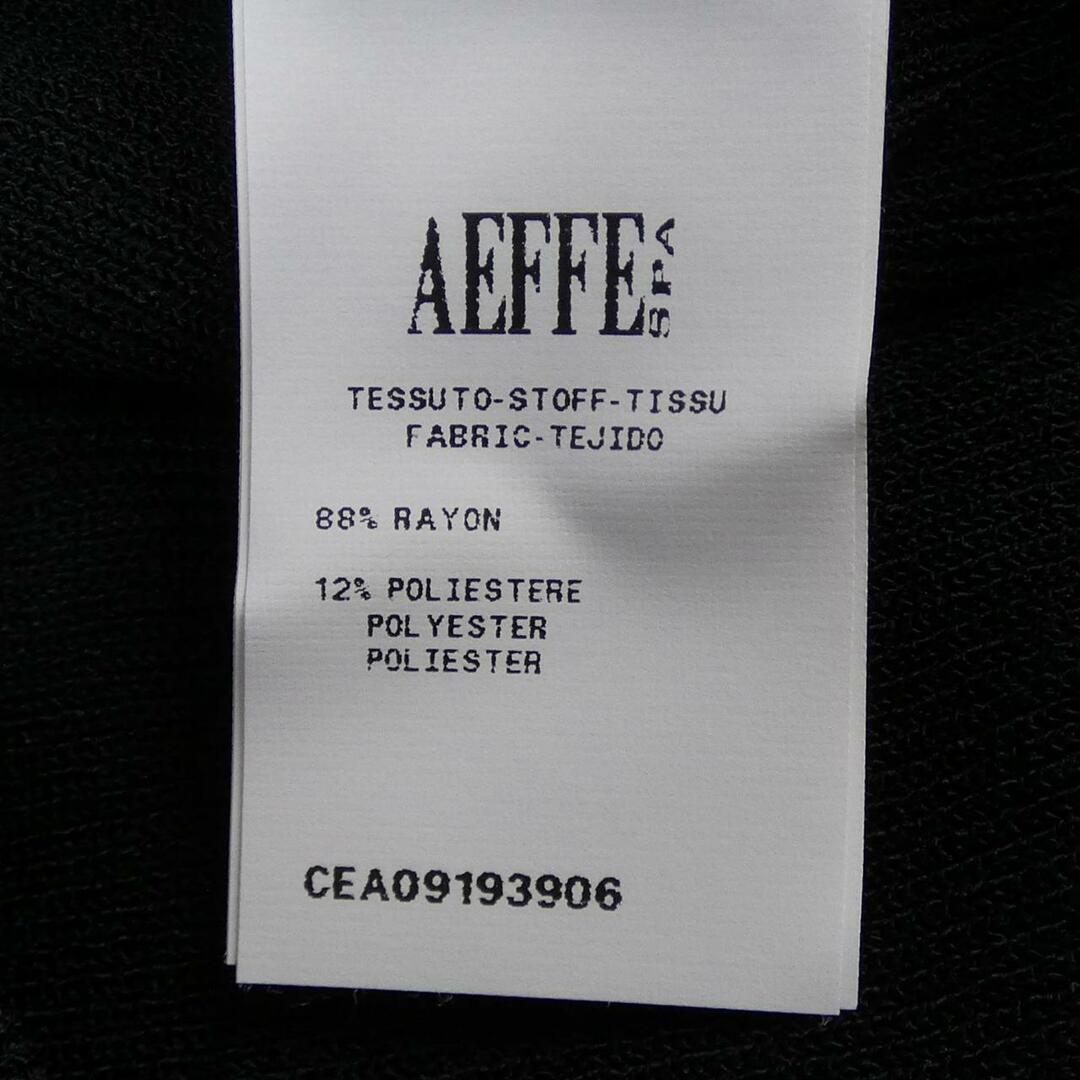 AEFFE SPA
TESSUTO-STOFF-TISSU
FABRIC-TEJIDO
88% RAYON
12% POLIESTERE
POLYESTER
POLIESTER
CEA09193906